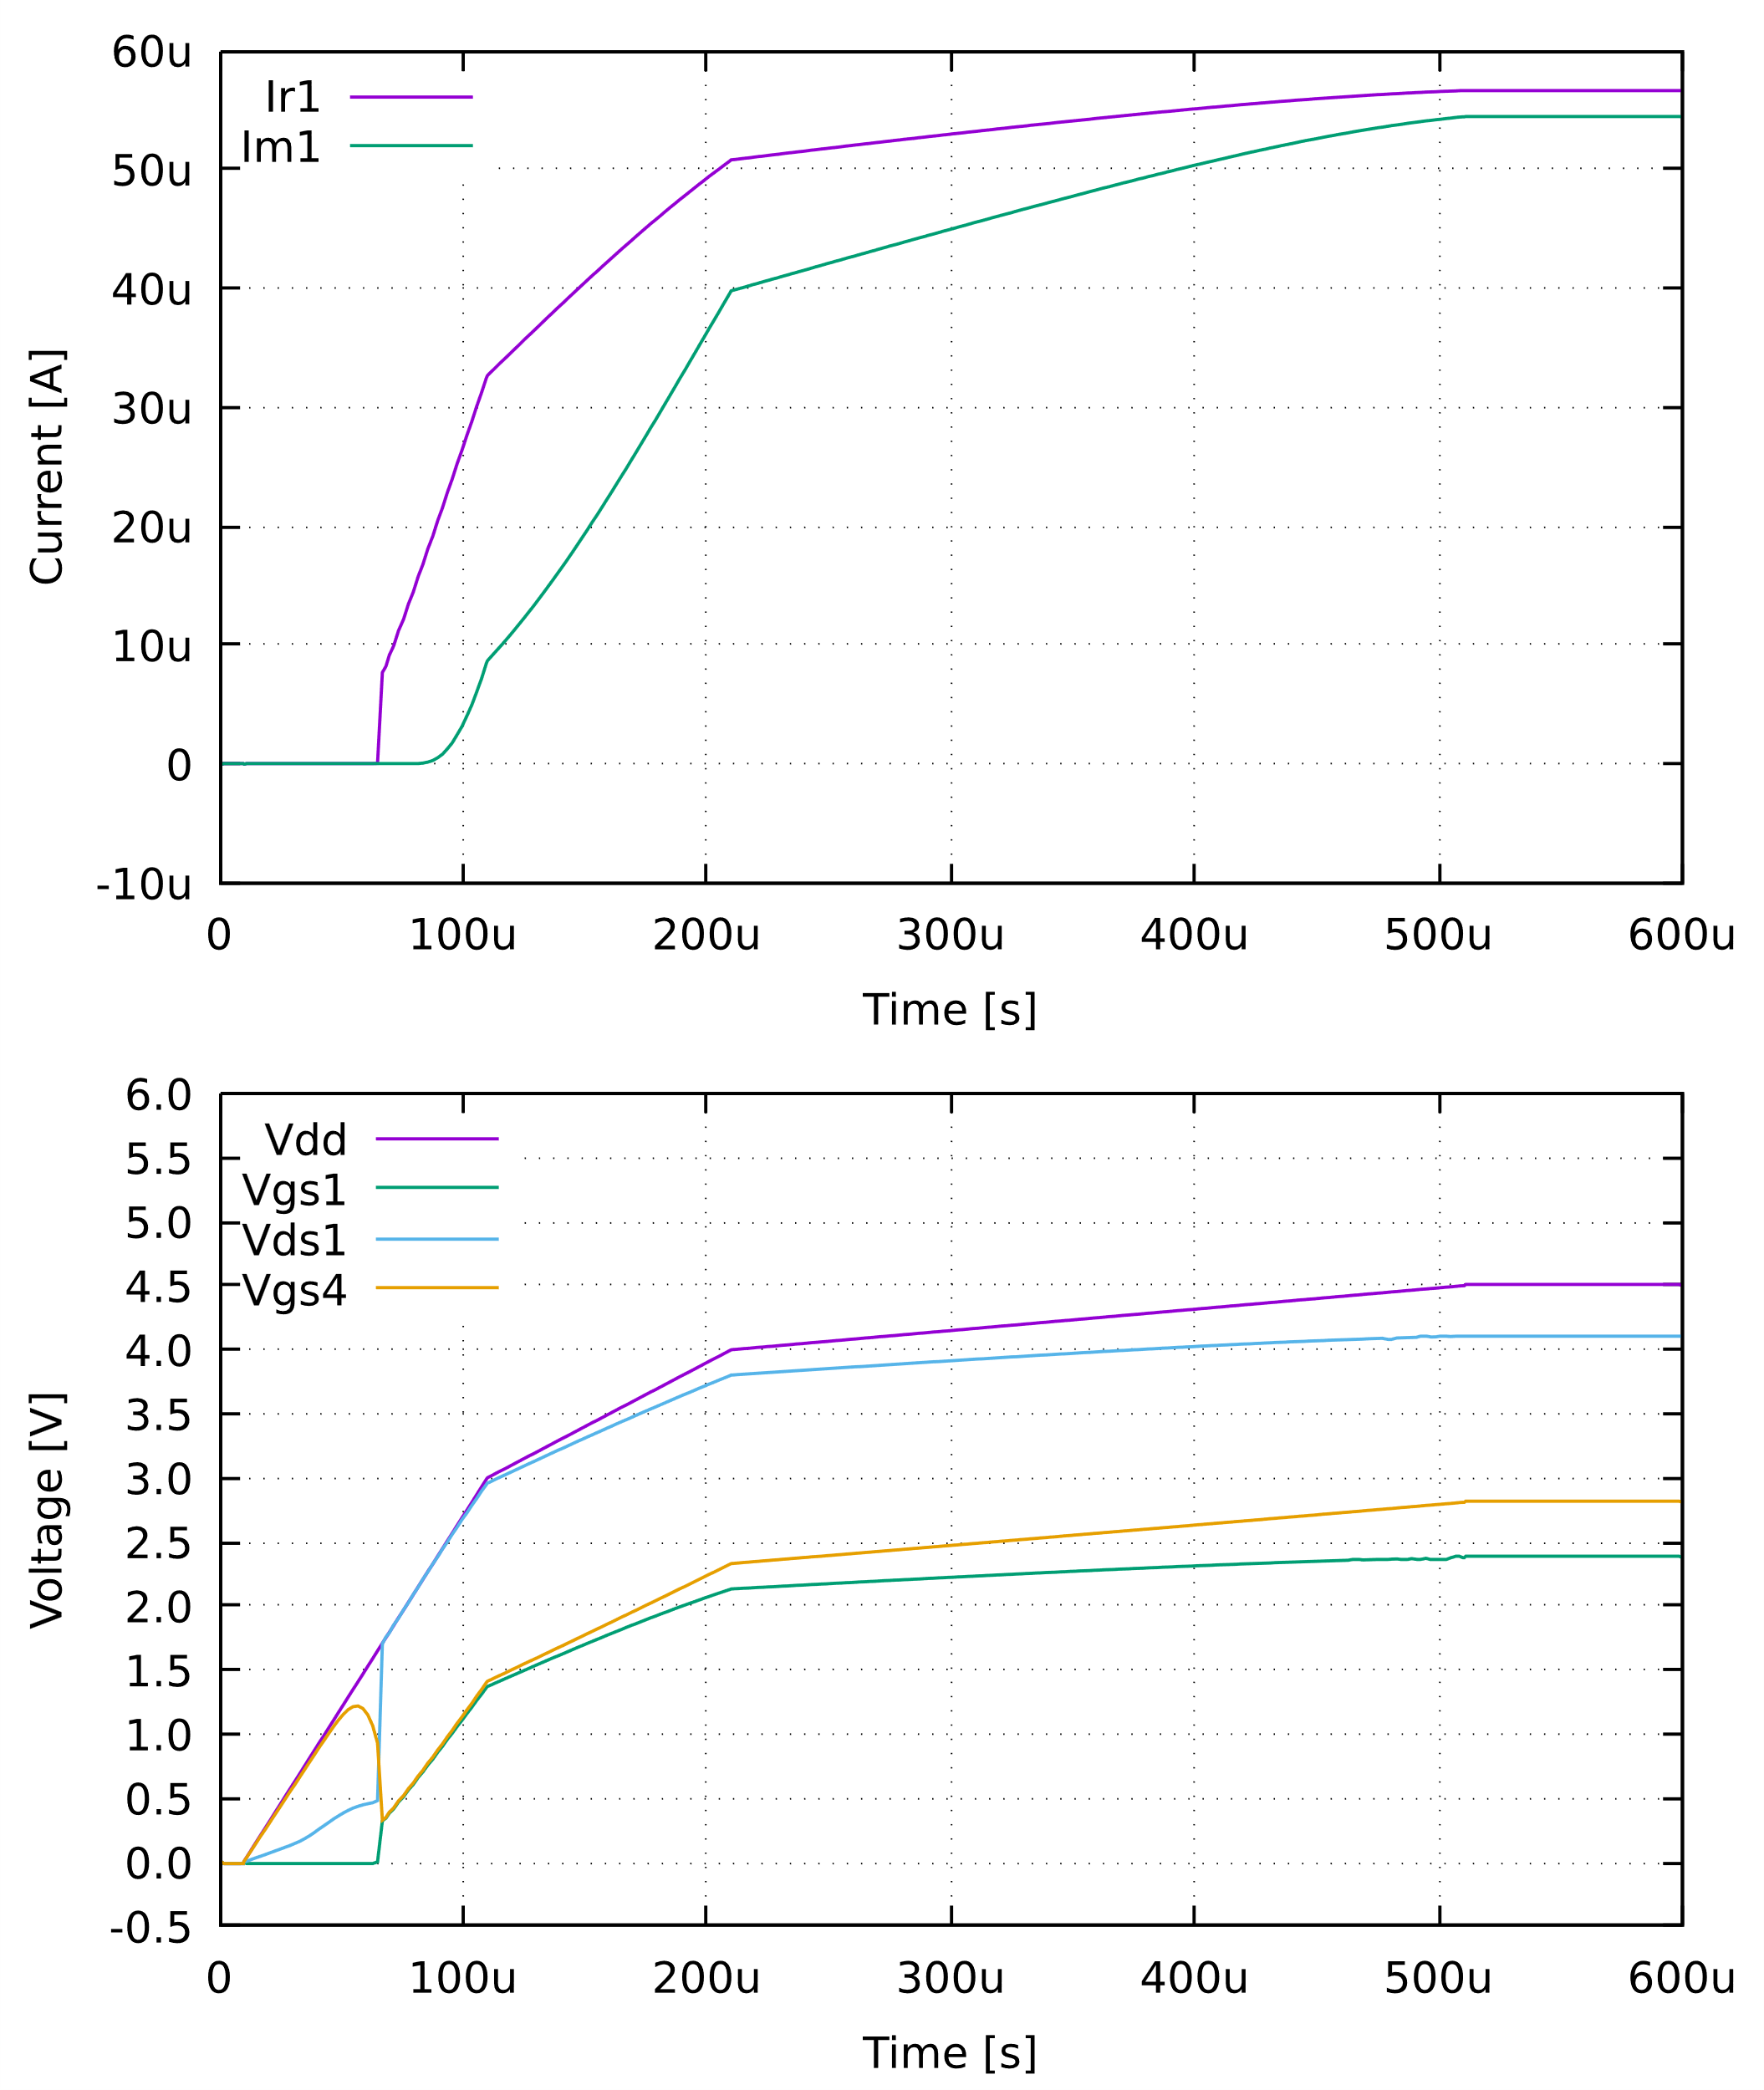 60u
50u
40u
30u
20u
10u
0
-10u
Ir1
Im1
Current [A]
0 100u 200u 300u 400u 500u 600u
Time [s]
6.0
5.5
5.0
4.5
4.0
3.5
3.0
2.5
2.0
1.5
1.0
0.5
0.0
-0.5
Vdd
Vgs1
Vds1
Vgs4
Voltage [V]
0 100u 200u 300u 400u 500u 600u
Time [s]